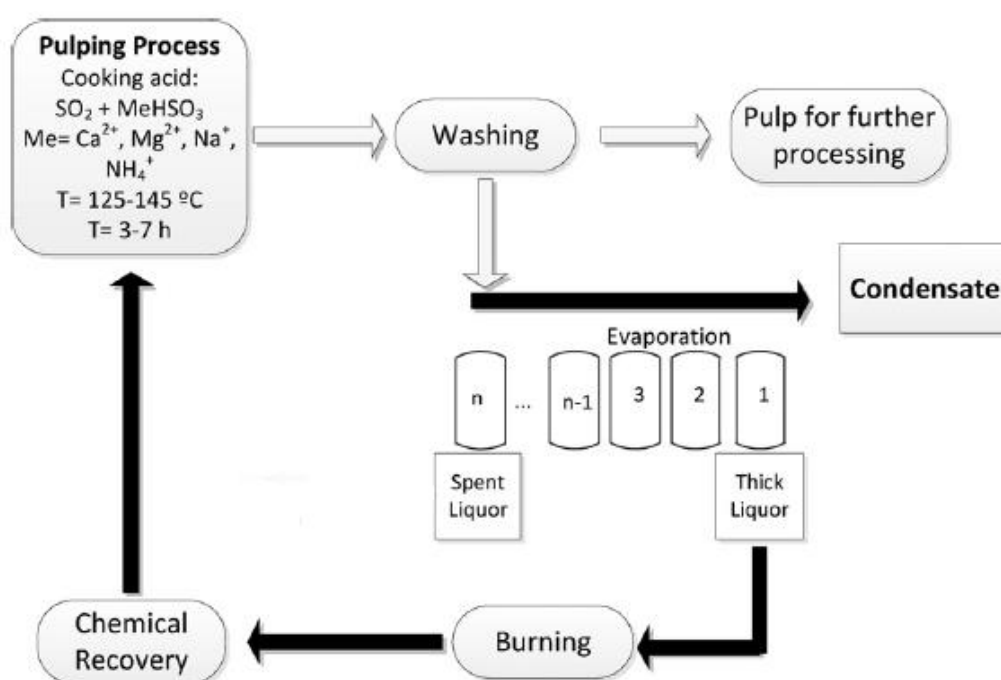 Pulping Process
Cooking acid:
SO₂ + MeHSO₃
Me= Ca²⁺, Mg²⁺, Na⁺,
NH₄⁺
T= 125-145 ºC
T= 3-7 h
Washing
Pulp for further
processing
Condensate
Evaporation
n
...
n-1
3
2
1
Spent
Liquor
Thick
Liquor
Burning
Chemical
Recovery